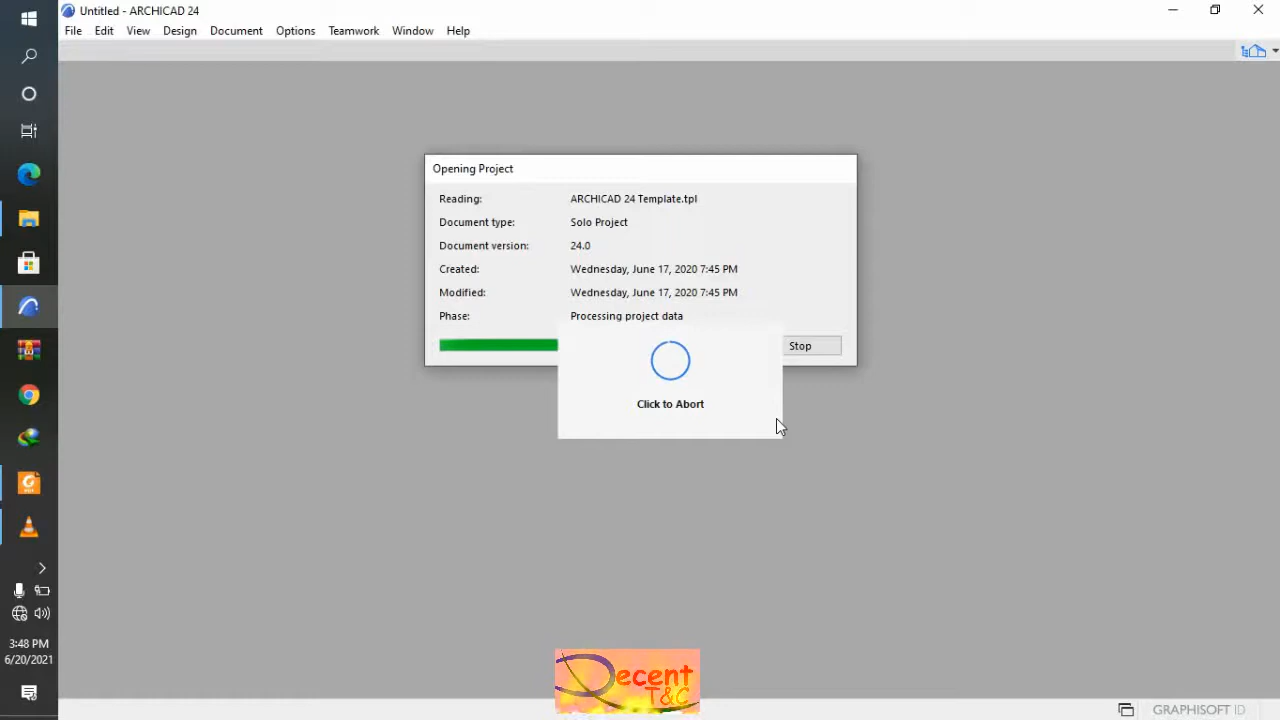 Untitled - ARCHICAD 24
File Edit View Design Document Options Teamwork Window Help
Opening Project
Reading: ARCHICAD 24 Template.tpl
Document type: Solo Project
Document version: 24.0
Created: Wednesday, June 17, 2020 7:45 PM
Modified: Wednesday, June 17, 2020 7:45 PM
Phase: Processing project data
Stop
Click to Abort
3:48 PM
6/20/2021
Decent
T&C
GRAPHISOFT ID